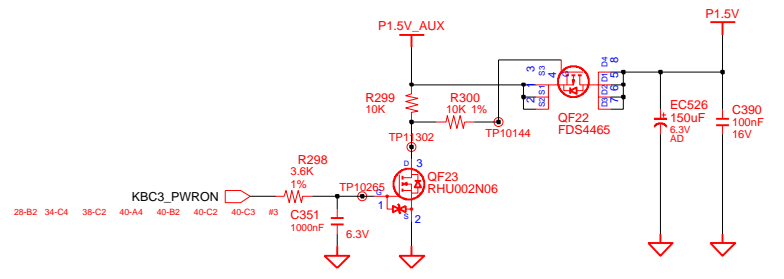 P1.5V_AUX
P1.5V
3 S3 4 G D4 8
1 S1 D1 5
D2 6
2 S2 D3 7
R299
10K
R300
10K 1%
TP10144
QF22
FDS4465
EC526
150uF
6.3V
AD
C390
100nF
16V
TP11302
D 3
QF23
RHU002N06
R298
3.6K
1%
TP10265
KBC3_PWRON
G
1
S 2
28-B2 34-C4 38-C2 40-A4 40-B2 40-C2 40-C3 #3
C351
1000nF
6.3V